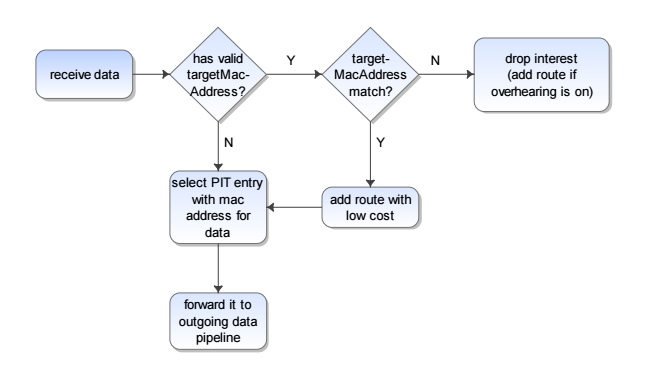 receive data
has valid
targetMac-
Address?
Y
target-
MacAddress
match?
N
drop interest
(add route if
overhearing is on)
N
Y
select PIT entry
with mac
address for
data
add route with
low cost
forward it to
outgoing data
pipeline